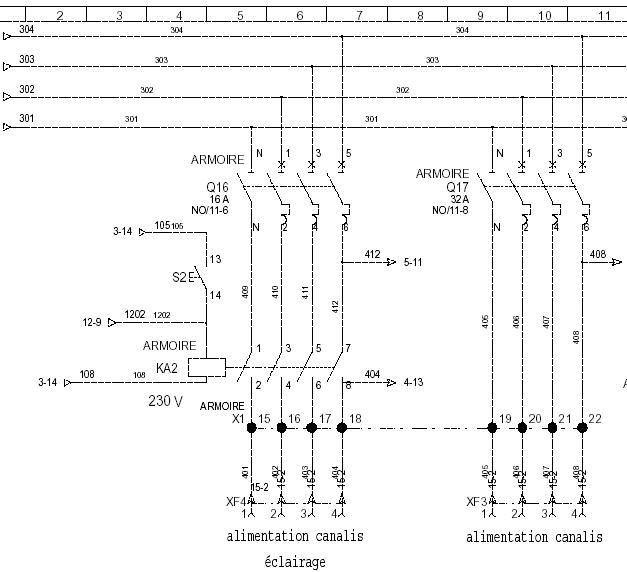 2 3 4 5 6 7 8 9 10 11
304 304 304
303 303 303
302 302 302
301 301 301
ARMOIRE N 1 3 5 ARMOIRE N 1 3 5
Q16 Q17
16 A 32 A
NO/11-6 NO/11-8
N 2 4 6 N 2 4 6
3-14 105 105
412 5-11 408
13
S2
14
409 410 411 412 405 406 407 408
12-9 1202 1202
ARMOIRE 1 3 5 7
KA2
3-14 108 108 2 4 6 8 404 4-13
230 V ARMOIRE
X1 15 16 17 18 19 20 21 22
401 402 403 404 405 406 407 408
15-2 15-2 15-2 15-2 15-2 15-2 15-2 15-2
XF4 XF3
1 2 3 4 1 2 3 4
alimentation canalis alimentation canalis
éclairage